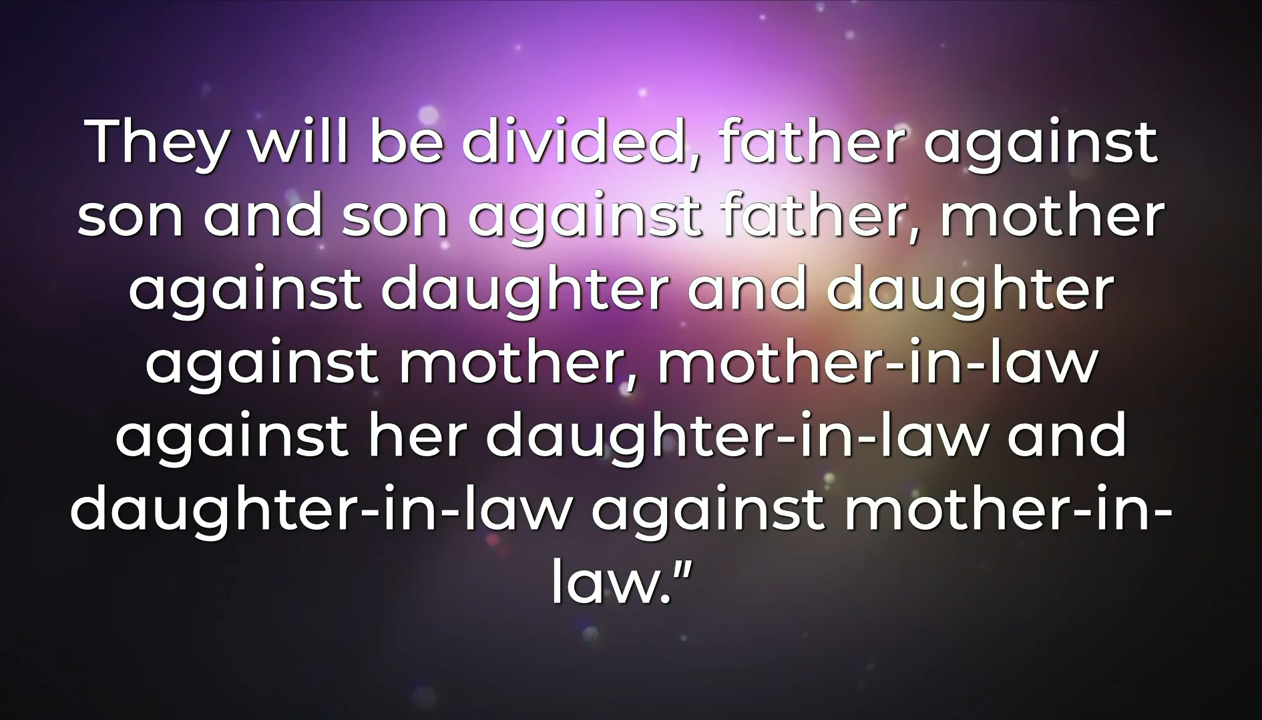 They will be divided, father against
son and son against father, mother
against daughter and daughter
against mother, mother-in-law
against her daughter-in-law and
daughter-in-law against mother-in-
law.”